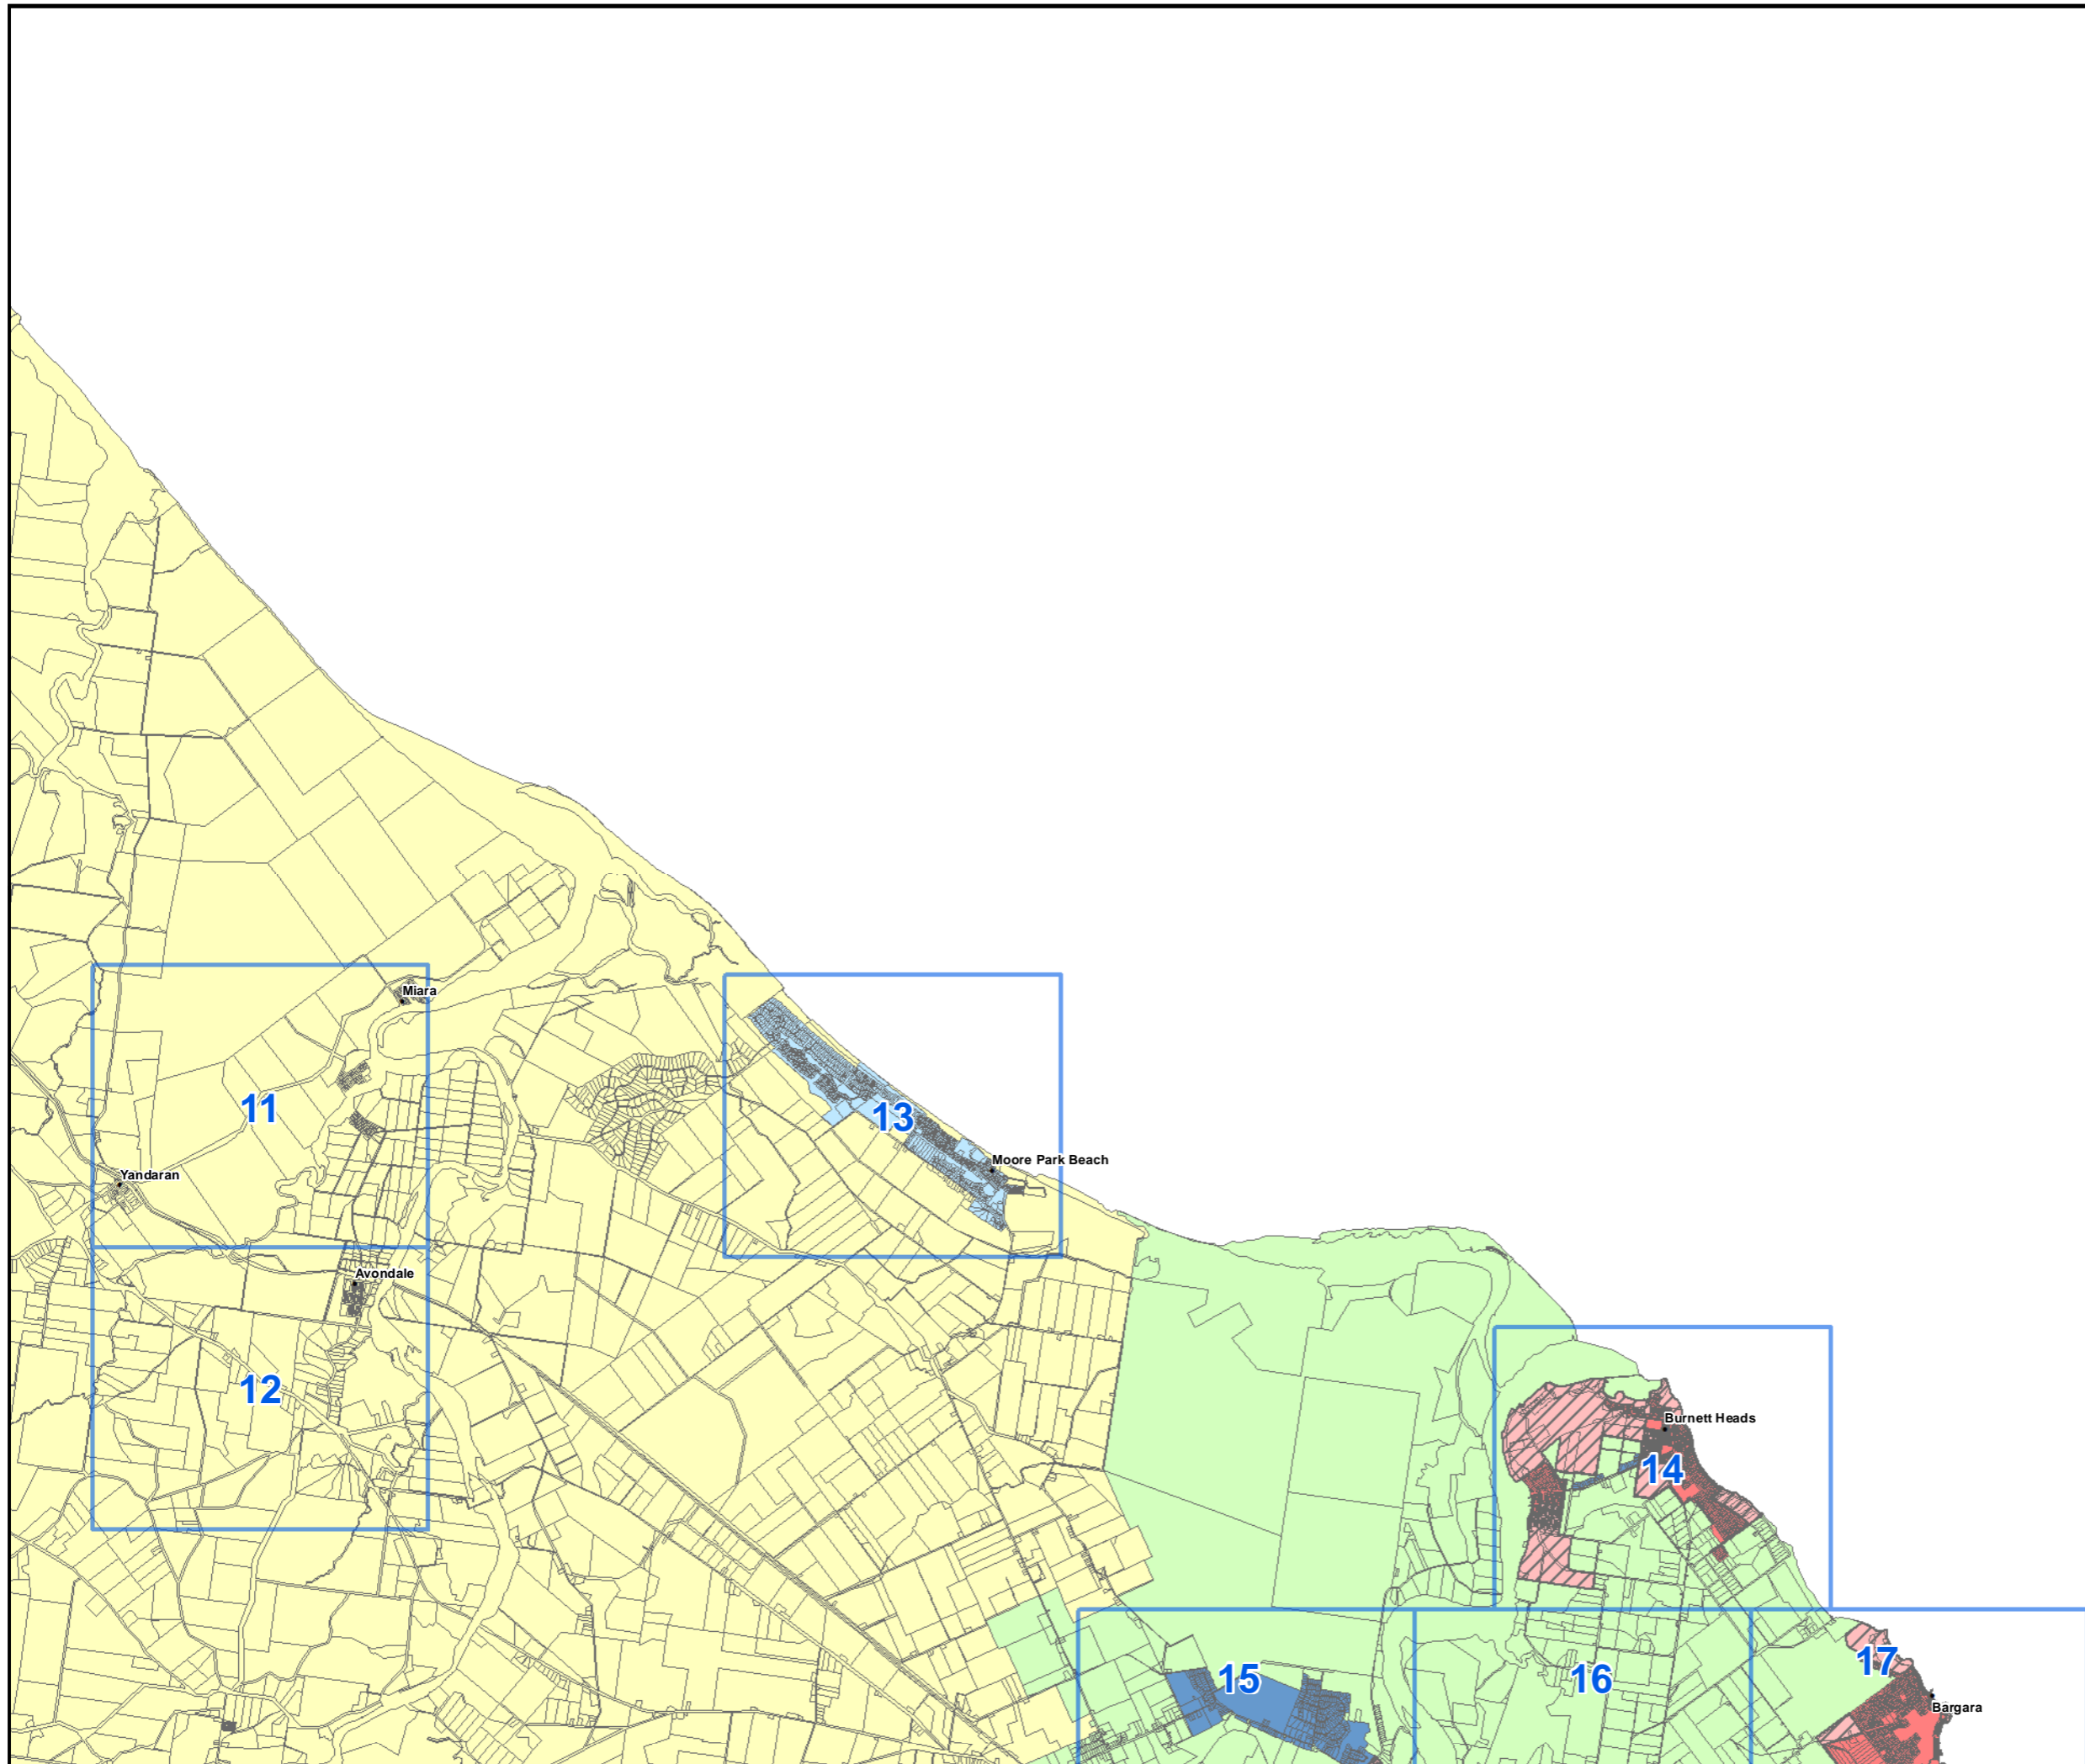 Miara
11
13
Moore Park Beach
Yandaran
Avondale
12
Burnett Heads
14
15
16
17
Bargara